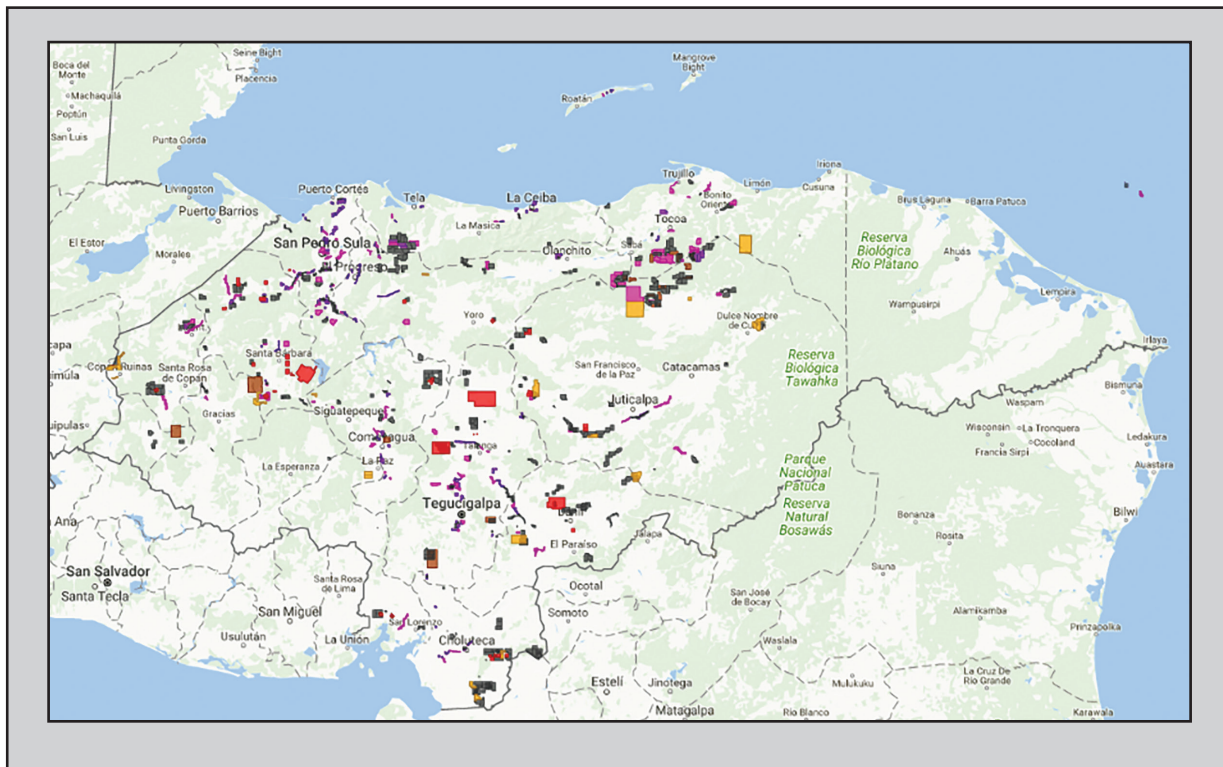 Seine Bight
Mangrove
Bight
Boca del
Monte
Placencia
Machaquilá
Roatán
Poptún
San Luis
Punta Gorda
Iriona
Trujillo
Livingston
Puerto Cortés
Limón
Cusuna
Tela
La Ceiba
Bonito
Oriental
Brus Laguna
Barra Patuca
Puerto Barrios
La Masica
Tocoa
El Estor
San Pedro Sula
Sabá
Reserva
Biológica
Río Plátano
Morales
Olanchito
Ahuás
El Progreso
Lempira
Wampusirpi
Yoro
Dulce Nombre
de Cu
Irlaya
Santa Bárbara
Reserva
Biológica
Tawahka
Copán Ruinas
Santa Rosa
de Copán
San Francisco
de la Paz
Catacamas
Bismuna
Waspam
Gracias
Siguatepeque
Juticalpa
Wisconsin
La Tronquera
Cocoland
Comayagua
Ledakura
Talanga
Francia Sirpi
La Esperanza
La Paz
Parque
Nacional
Patuca
Auastara
Tegucigalpa
Reserva
Natural
Bosawás
Bonanza
Bilwi
Ana
Danlí
Jalapa
Rosita
El Paraíso
San Salvador
Santa Rosa
de Lima
Siuna
Santa Tecla
Ocotal
San José
de Bocay
San Miguel
Somoto
Alamikamba
San Lorenzo
Prinzapolka
Usulután
La Unión
Choluteca
Waslala
La Cruz De
Río Grande
Estelí
Jinotega
Mulukuku
Matagalpa
Río Blanco
Karawala